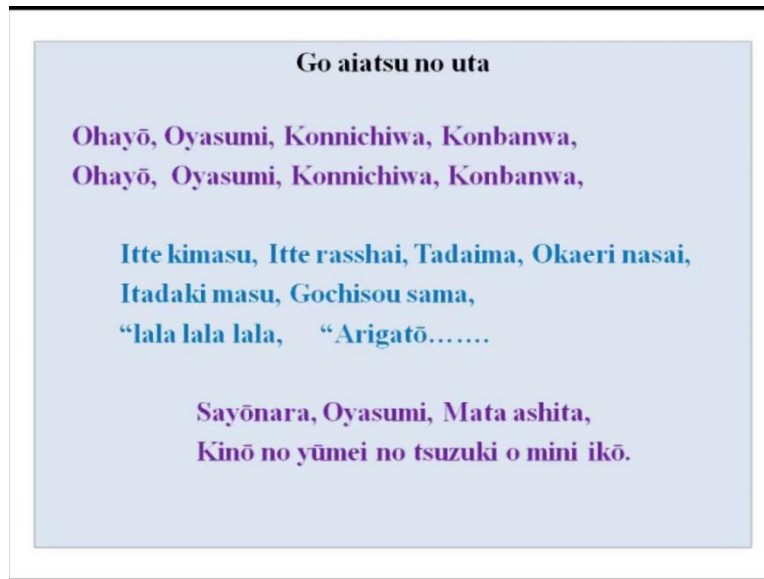 Go aiatsu no uta
Ohayō, Oyasumi, Konnichiwa, Konbanwa,
Ohayō, Oyasumi, Konnichiwa, Konbanwa,
Itte kimasu, Itte rasshai, Tadaima, Okaeri nasai,
Itadaki masu, Gochisou sama,
“lala lala lala, “Arigatō…….
Sayōnara, Oyasumi, Mata ashita,
Kinō no yūmei no tsuzuki o mini ikō.